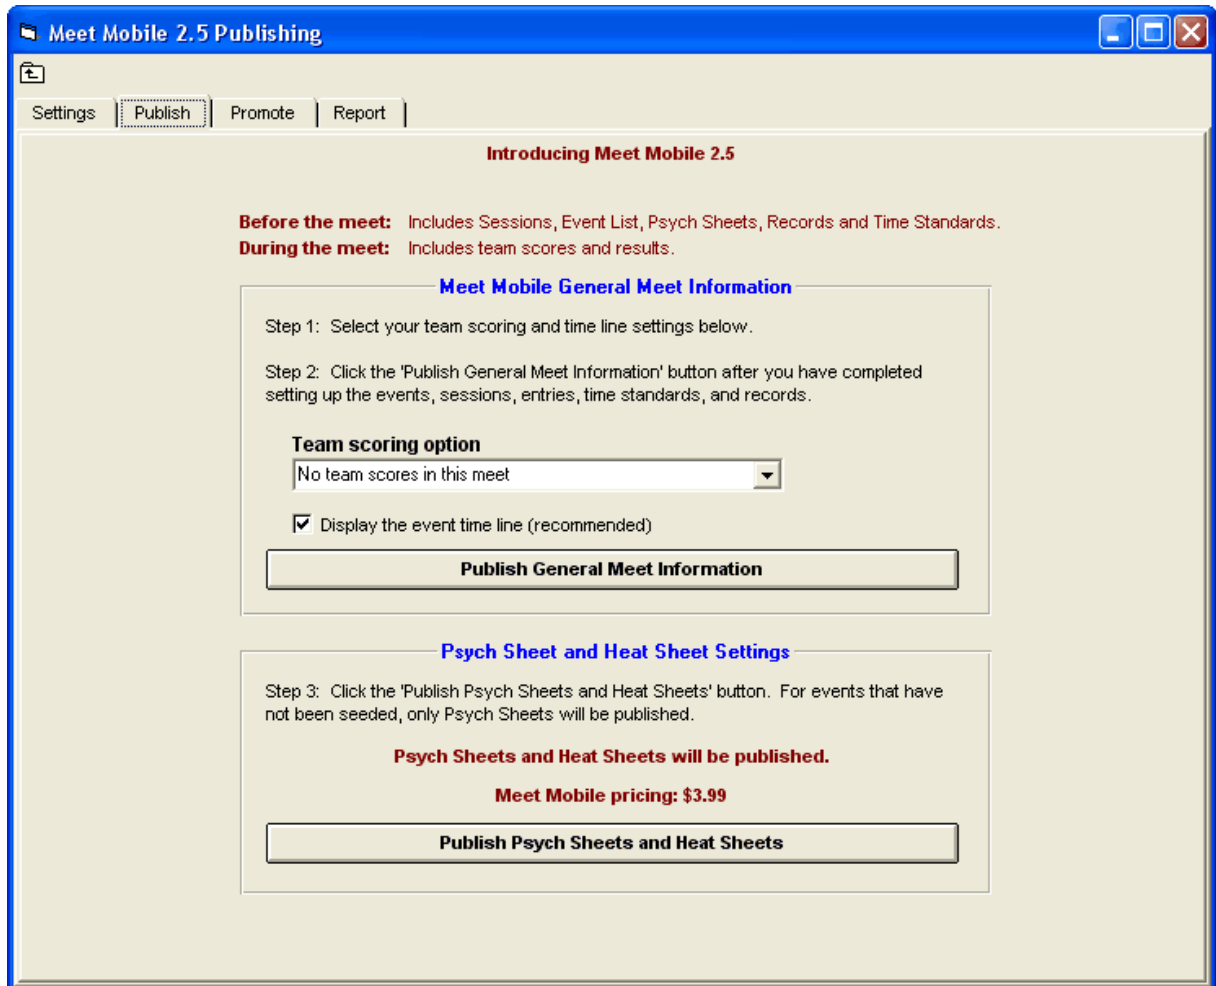 Meet Mobile 2.5 Publishing
Settings Publish Promote Report
Introducing Meet Mobile 2.5
Before the meet: Includes Sessions, Event List, Psych Sheets, Records and Time Standards.
During the meet: Includes team scores and results.
Meet Mobile General Meet Information
Step 1: Select your team scoring and time line settings below.
Step 2: Click the 'Publish General Meet Information' button after you have completed
setting up the events, sessions, entries, time standards, and records.
Team scoring option
No team scores in this meet
Display the event time line (recommended)
Publish General Meet Information
Psych Sheet and Heat Sheet Settings
Step 3: Click the 'Publish Psych Sheets and Heat Sheets' button. For events that have
not been seeded, only Psych Sheets will be published.
Psych Sheets and Heat Sheets will be published.
Meet Mobile pricing: $3.99
Publish Psych Sheets and Heat Sheets